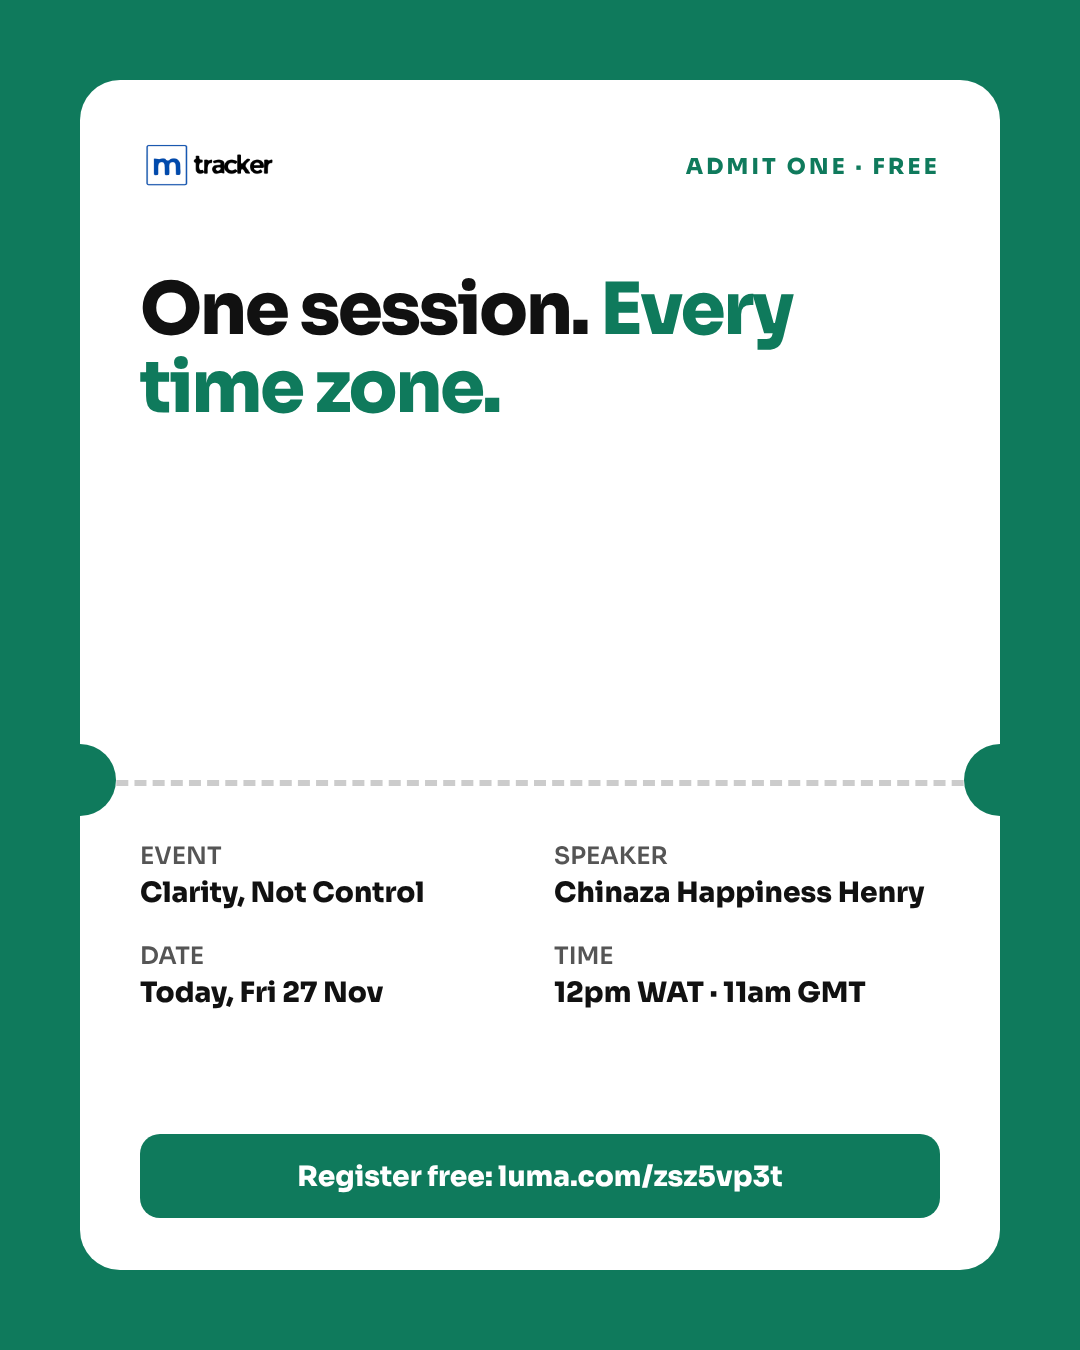 m tracker
ADMIT ONE · FREE
One session. Every
time zone.
EVENT
Clarity, Not Control
SPEAKER
Chinaza Happiness Henry
DATE
Today, Fri 27 Nov
TIME
12pm WAT · 11am GMT
Register free: luma.com/zsz5vp3t